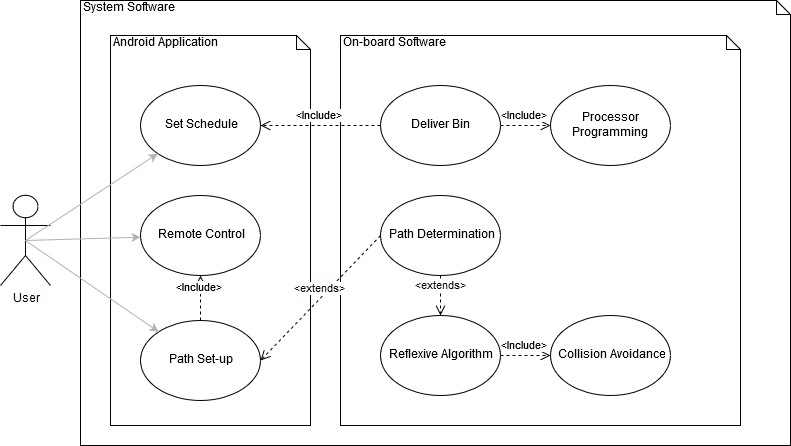 System Software
Android Application
On-board Software
Set Schedule
<Include>
Deliver Bin
<Include>
Processor
Programming
Remote Control
Path Determination
<Include>
<extends>
<extends>
User
Path Set-up
Reflexive Algorithm
<Include>
Collision Avoidance